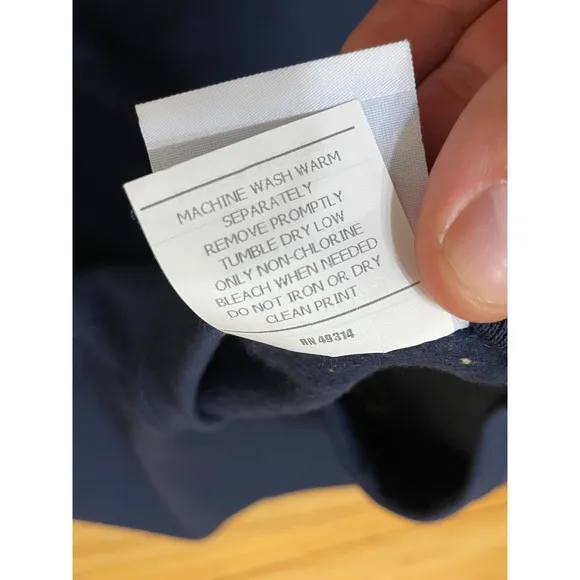 MACHINE WASH WARM
SEPARATELY
REMOVE PROMPTLY
TUMBLE DRY LOW
ONLY NON-CHLORINE
BLEACH WHEN NEEDED
DO NOT IRON OR DRY
CLEAN PRINT
RN 49314